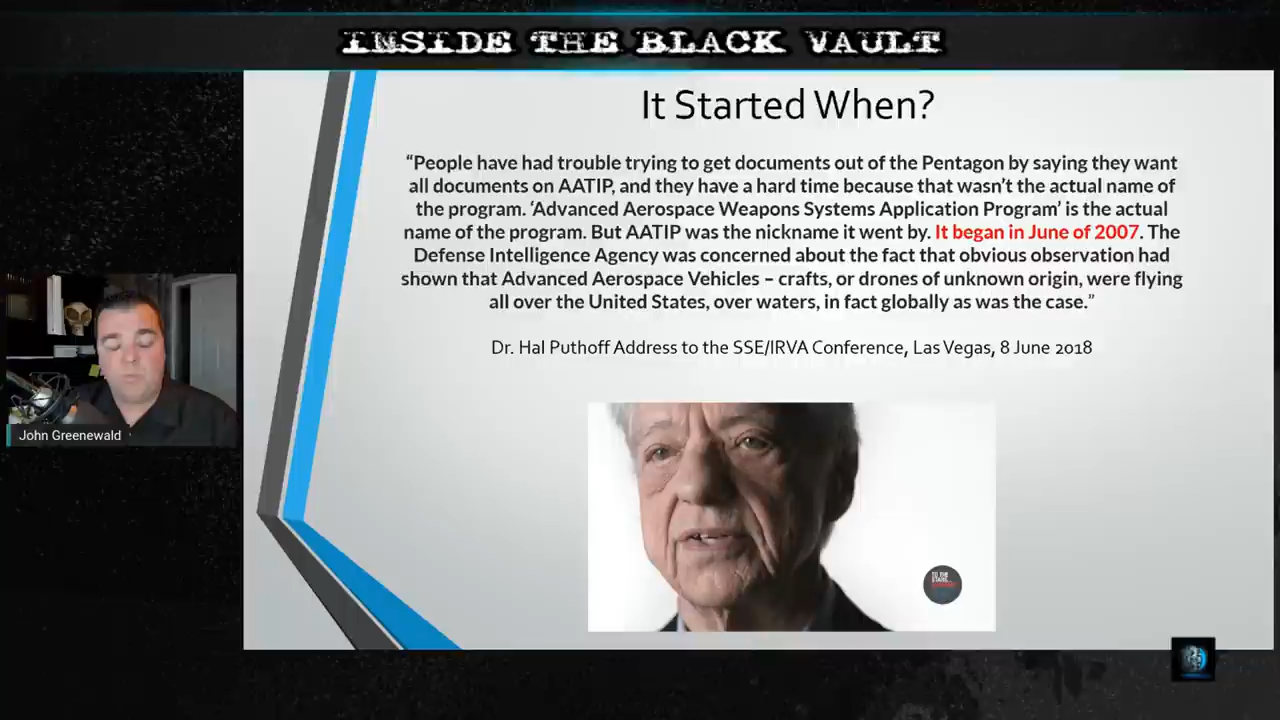 INSIDE THE BLACK VAULT
It Started When?
“People have had trouble trying to get documents out of the Pentagon by saying they want
all documents on AATIP, and they have a hard time because that wasn’t the actual name of
the program. ‘Advanced Aerospace Weapons Systems Application Program’ is the actual
name of the program. But AATIP was the nickname it went by. It began in June of 2007. The
Defense Intelligence Agency was concerned about the fact that obvious observation had
shown that Advanced Aerospace Vehicles – crafts, or drones of unknown origin, were flying
all over the United States, over waters, in fact globally as was the case.”
Dr. Hal Puthoff Address to the SSE/IRVA Conference, Las Vegas, 8 June 2018
John Greenewald
TO THE
STARS...